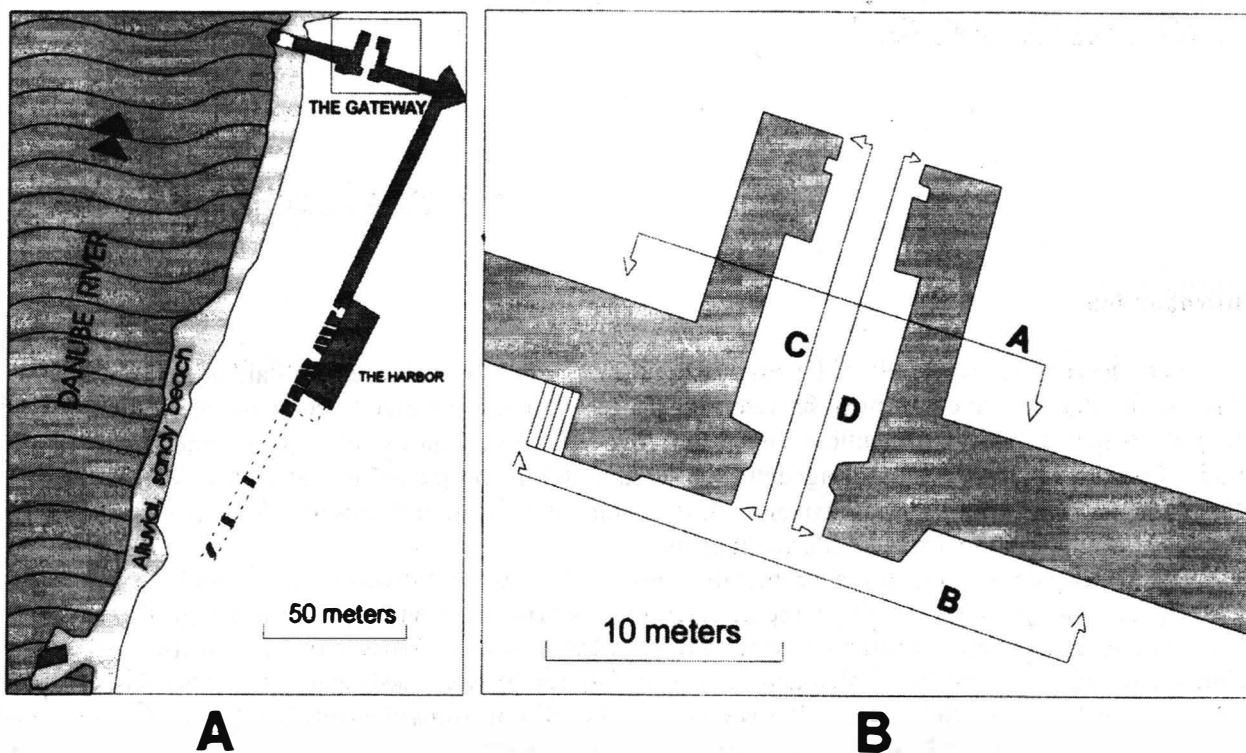 THE GATEWAY
DANUBE RIVER
Alluvial, sandy beach
THE HARBOR
50 meters
A
A
C
D
B
10 meters
B